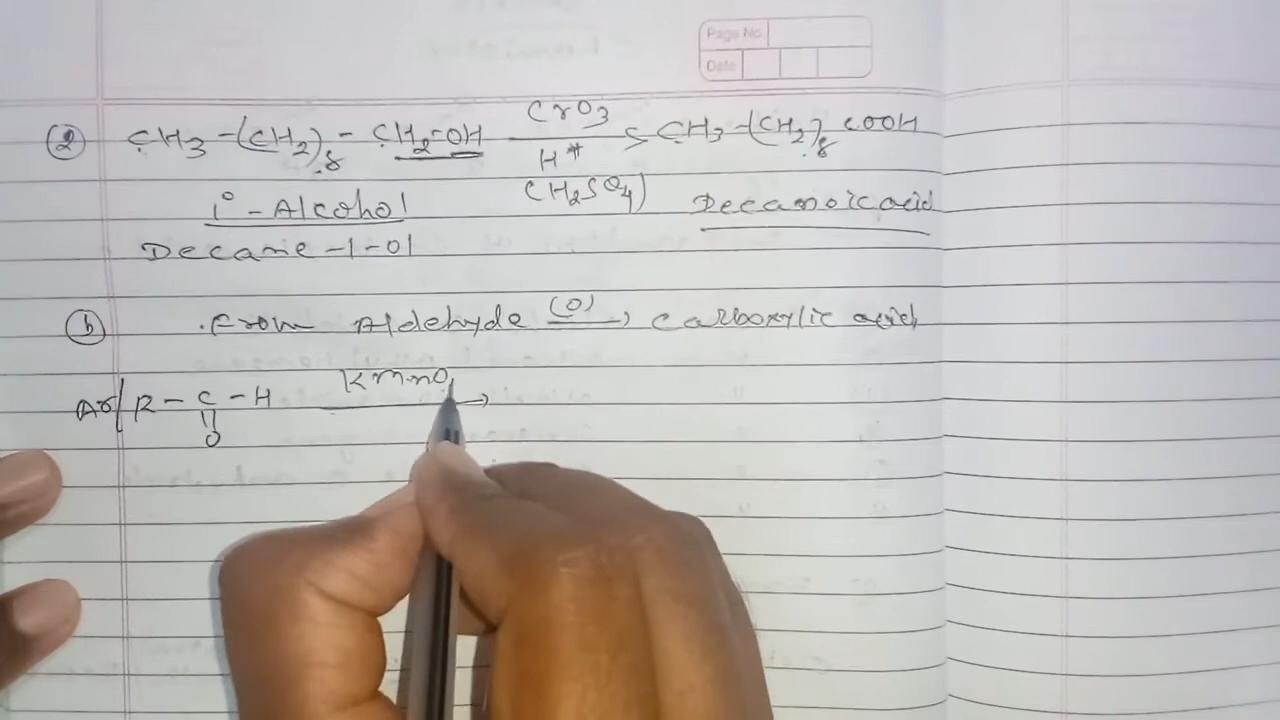 Page No.
Date
(2) CH3-(CH2)8-CH2-OH CrO3 > CH3-(CH2)8 COOH
H+
1°-Alcohol (H2SO4) Decanoic acid
Decane-1-ol
(b) From Aldehyde (O) → Carboxylic acid
KMnO4
Ar/R-C-H →
O